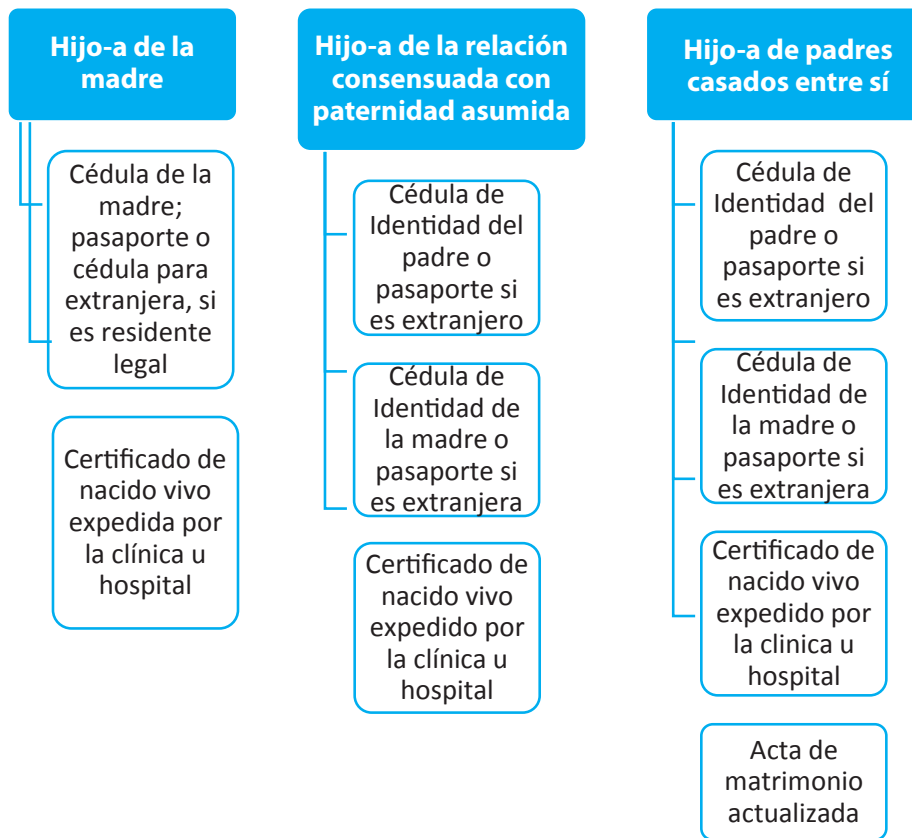 Hijo-a de la
madre
Cédula de la
madre;
pasaporte o
cédula para
extranjera, si
es residente
legal
Certificado de
nacido vivo
expedida por
la clínica u
hospital
Hijo-a de la relación
consensuada con
paternidad asumida
Cédula de
Identidad del
padre o
pasaporte si
es extranjero
Cédula de
Identidad de
la madre o
pasaporte si
es extranjera
Certificado de
nacido vivo
expedido por
la clínica u
hospital
Hijo-a de padres
casados entre sí
Cédula de
Identidad del
padre o
pasaporte si
es extranjero
Cédula de
Identidad de
la madre o
pasaporte si
es extranjera
Certificado de
nacido vivo
expedido por
la clinica u
hospital
Acta de
matrimonio
actualizada